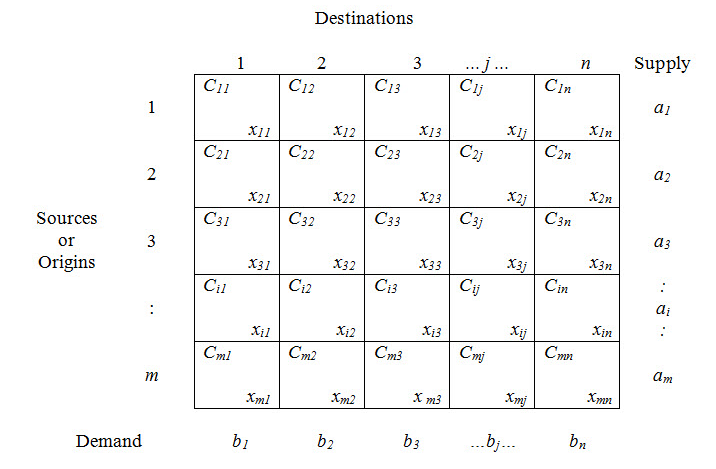 Destinations
1 2 3 ...j... n Supply
C11 C12 C13 C1j C1n
1 a1
x11 x12 x13 x1j x1n
C21 C22 C23 C2j C2n
2 a2
x21 x22 x23 x2j x2n
Sources
or
Origins
C31 C32 C33 C3j C3n
3 a3
x31 x32 x33 x3j x3n
Ci1 Ci2 Ci3 Cij Cin :
: ai
xi1 xi2 xi3 xij xin :
Cm1 Cm2 Cm3 Cmj Cmn
m am
xm1 xm2 x m3 xmj xmn
Demand b1 b2 b3 ...bj... bn